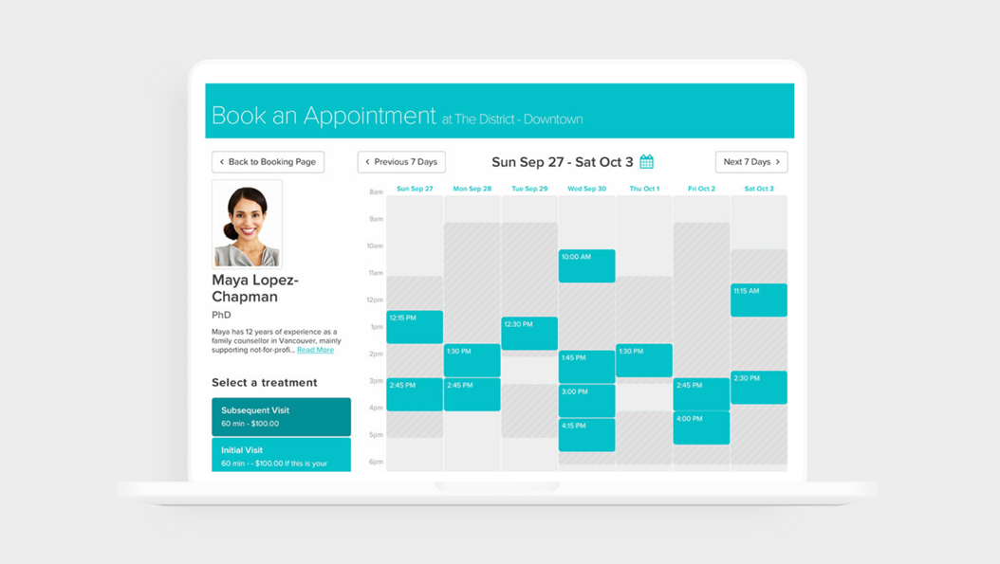 Book an Appointment at The District - Downtown
Back to Booking Page
Previous 7 Days
Sun Sep 27 - Sat Oct 3
Next 7 Days
Maya Lopez-
Chapman
PhD
Maya has 12 years of experience as a
family counsellor in Vancouver, mainly
supporting not-for-profi... Read More
Select a treatment
Subsequent Visit
60 min - $100.00
Initial Visit
60 min - - $100.00 If this is your
Sun Sep 27 Mon Sep 28 Tue Sep 29 Wed Sep 30 Thu Oct 1 Fri Oct 2 Sat Oct 3
8am
9am
10am
11am
12pm
1pm
2pm
3pm
4pm
5pm
6pm
12:15 PM
2:45 PM
1:30 PM
2:45 PM
12:30 PM
10:00 AM
1:45 PM
3:00 PM
4:15 PM
1:30 PM
2:45 PM
4:00 PM
11:15 AM
2:30 PM